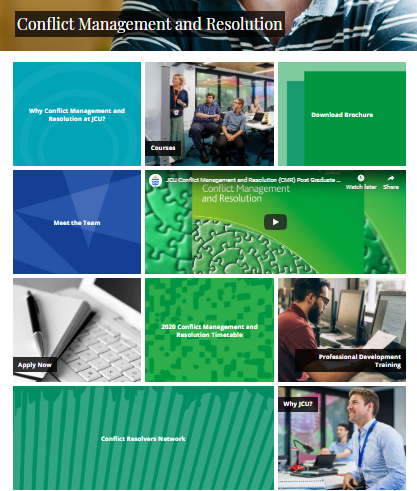 Conflict Management and Resolution
Why Conflict Management and
Resolution at JCU?
Courses
Download Brochure
Meet the Team
JCU Conflict Management and Resolution (CMR) Post Graduate ...
Watch later
Share
Conflict Management
and Resolution
Apply Now
2020 Conflict Management and
Resolution Timetable
Professional Development
Training
Conflict Resolvers Network
Why JCU?